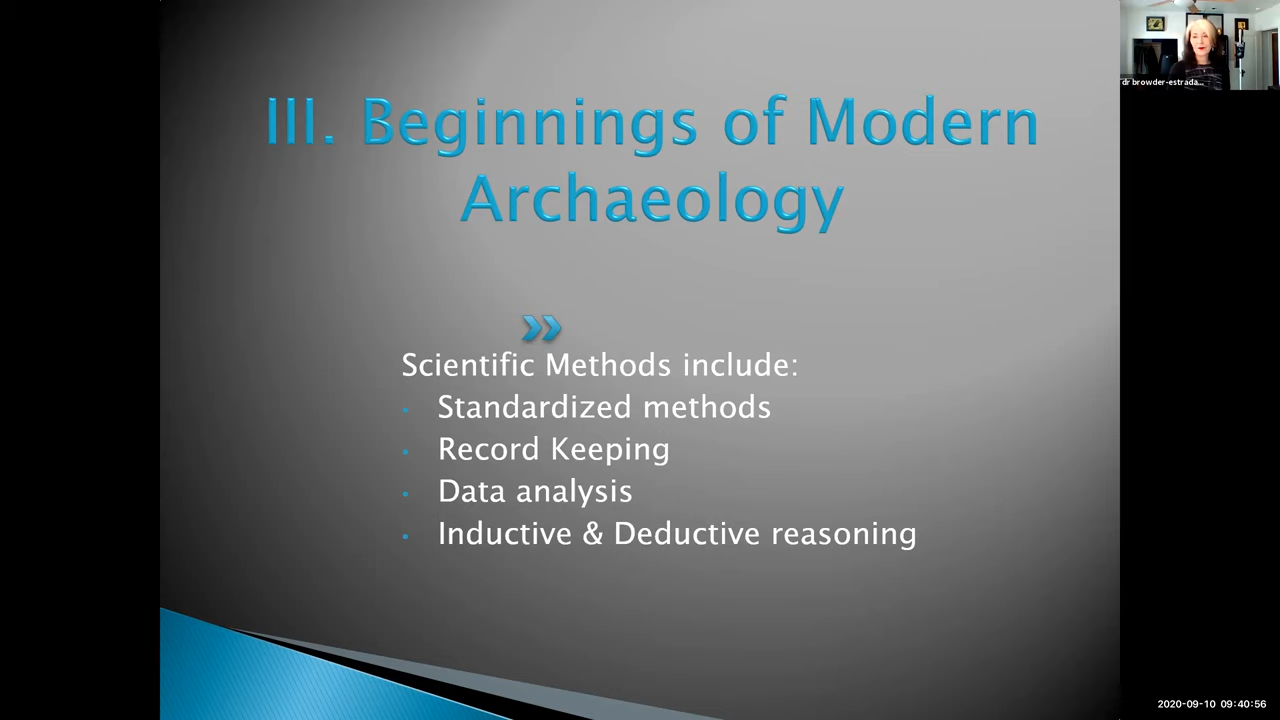 dr browder-estrada...
III. Beginnings of Modern
Archaeology
Scientific Methods include:
• Standardized methods
• Record Keeping
• Data analysis
• Inductive & Deductive reasoning
2020-09-10 09:40:56